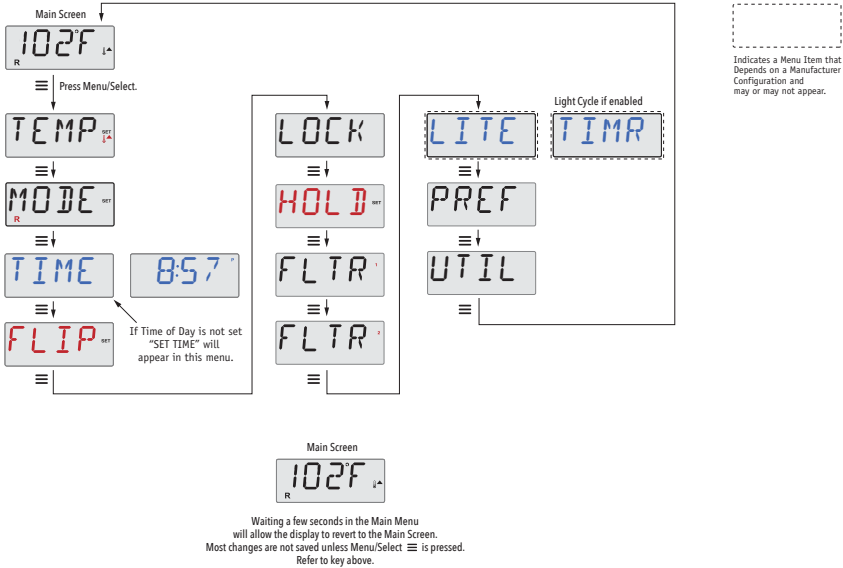 Main Screen
102°F
R
Press Menu/Select.
TEMP SET
MODE SET
R
TIME
8:57 P
If Time of Day is not set
“SET TIME” will
appear in this menu.
FLIP SET
LOCK
HOLD SET
FLTR 1
FLTR 2
Light Cycle if enabled
LITE
TIMR
PREF
UTIL
Indicates a Menu Item that
Depends on a Manufacturer
Configuration and
may or may not appear.
Main Screen
102°F
R
Waiting a few seconds in the Main Menu
will allow the display to revert to the Main Screen.
Most changes are not saved unless Menu/Select ☰ is pressed.
Refer to key above.